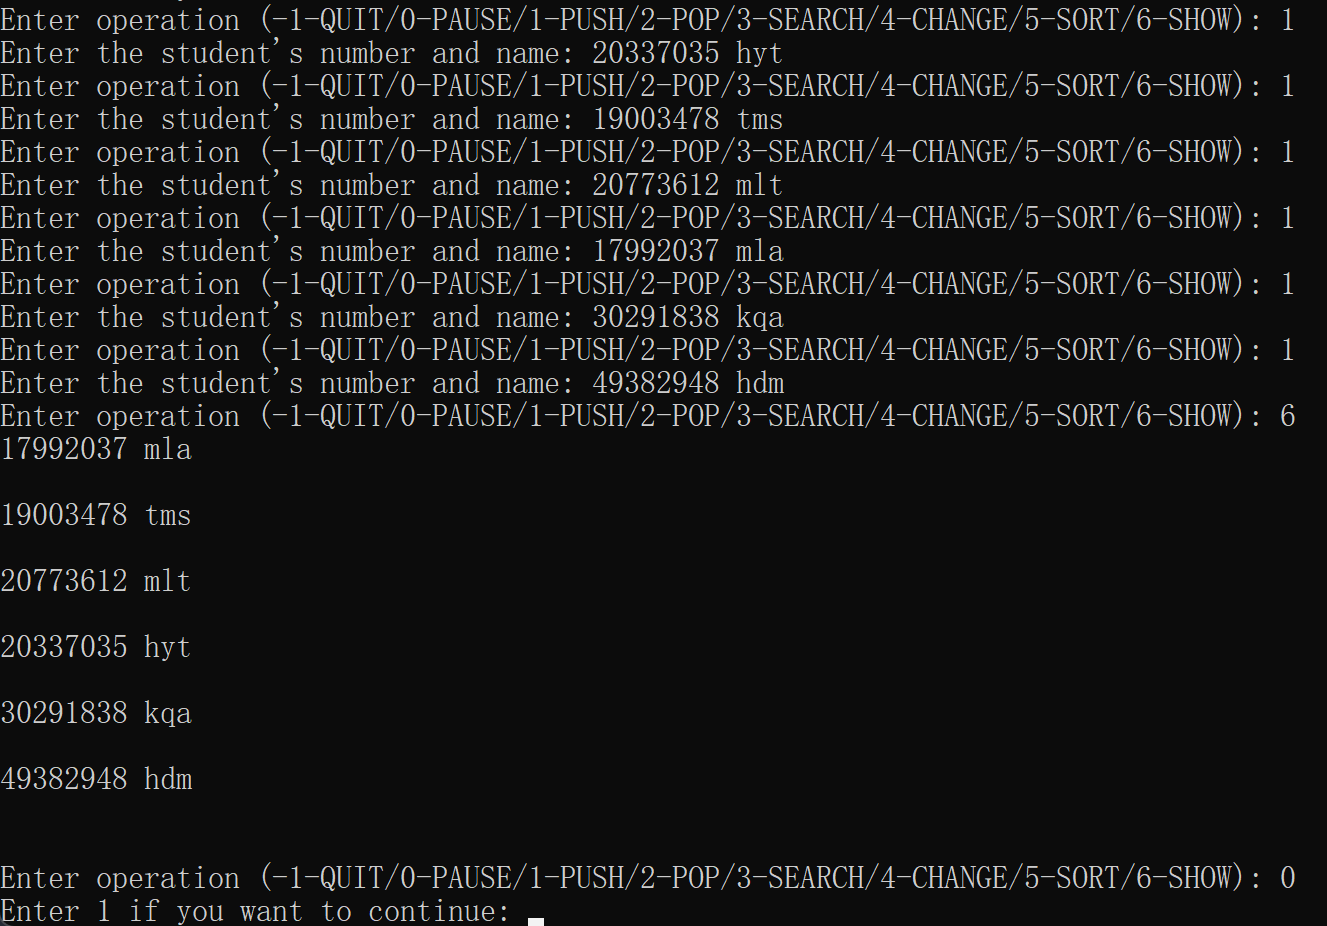 Enter operation (-1-QUIT/0-PAUSE/1-PUSH/2-POP/3-SEARCH/4-CHANGE/5-SORT/6-SHOW): 1
Enter the student's number and name: 20337035 hyt
Enter operation (-1-QUIT/0-PAUSE/1-PUSH/2-POP/3-SEARCH/4-CHANGE/5-SORT/6-SHOW): 1
Enter the student's number and name: 19003478 tms
Enter operation (-1-QUIT/0-PAUSE/1-PUSH/2-POP/3-SEARCH/4-CHANGE/5-SORT/6-SHOW): 1
Enter the student's number and name: 20773612 mlt
Enter operation (-1-QUIT/0-PAUSE/1-PUSH/2-POP/3-SEARCH/4-CHANGE/5-SORT/6-SHOW): 1
Enter the student's number and name: 17992037 mla
Enter operation (-1-QUIT/0-PAUSE/1-PUSH/2-POP/3-SEARCH/4-CHANGE/5-SORT/6-SHOW): 1
Enter the student's number and name: 30291838 kqa
Enter operation (-1-QUIT/0-PAUSE/1-PUSH/2-POP/3-SEARCH/4-CHANGE/5-SORT/6-SHOW): 1
Enter the student's number and name: 49382948 hdm
Enter operation (-1-QUIT/0-PAUSE/1-PUSH/2-POP/3-SEARCH/4-CHANGE/5-SORT/6-SHOW): 6
17992037 mla
19003478 tms
20773612 mlt
20337035 hyt
30291838 kqa
49382948 hdm
Enter operation (-1-QUIT/0-PAUSE/1-PUSH/2-POP/3-SEARCH/4-CHANGE/5-SORT/6-SHOW): 0
Enter 1 if you want to continue: